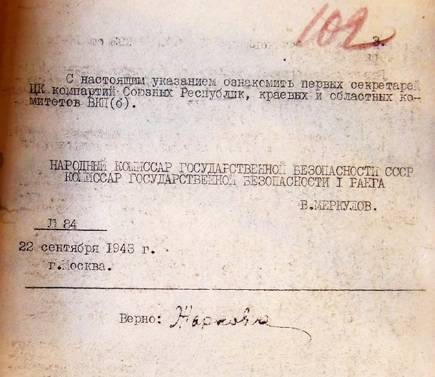 102
3.
С настоящим указанием ознакомить первых секретаре
ЦК компартий Союзных Республик, краевых и областных ко-
митетов ВКП(б).
НАРОДНЫЙ КОМИССАР ГОСУДАРСТВЕННОЙ БЕЗОПАСНОСТИ СССР
КОМИССАР ГОСУДАРСТВЕННОЙ БЕЗОПАСНОСТИ I РАНГА
В.МЕРКУЛОВ.
84
22 сентября 1943 г.
г.Москва.
Верно: